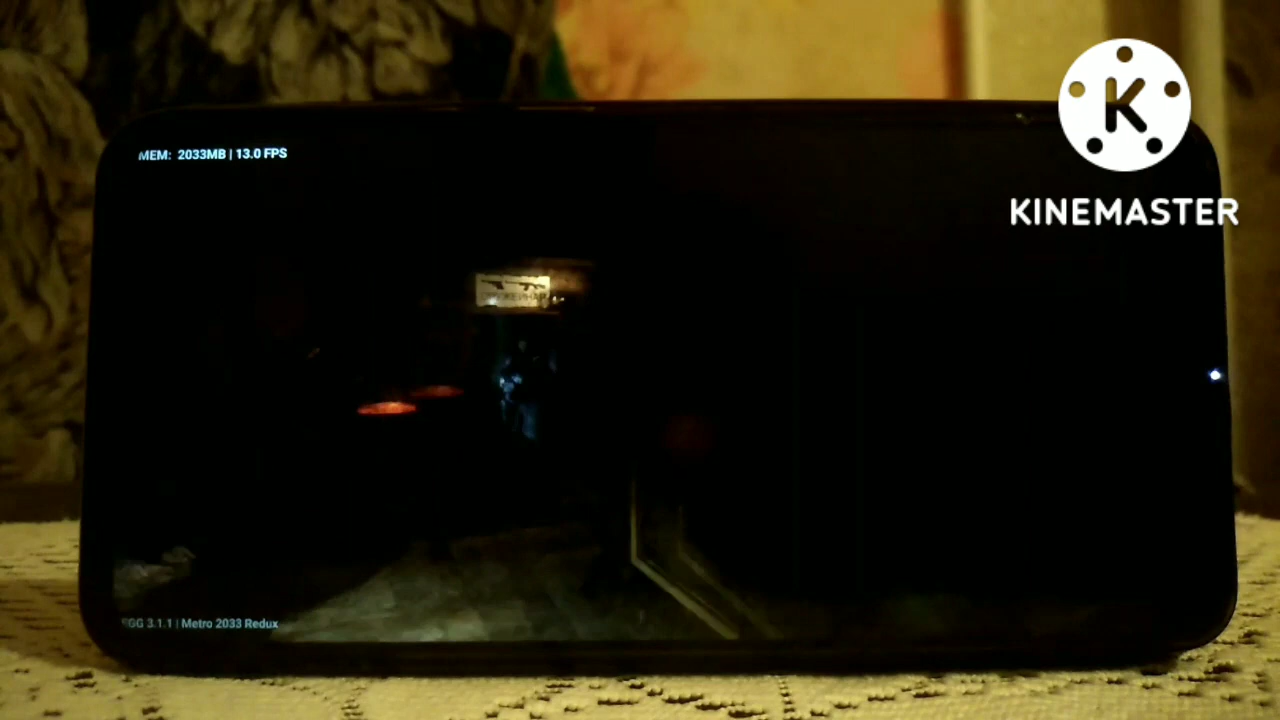 MEM: 2033MB | 13.0 FPS
K
KINEMASTER
EGG 3.1.1 | Metro 2033 Redux